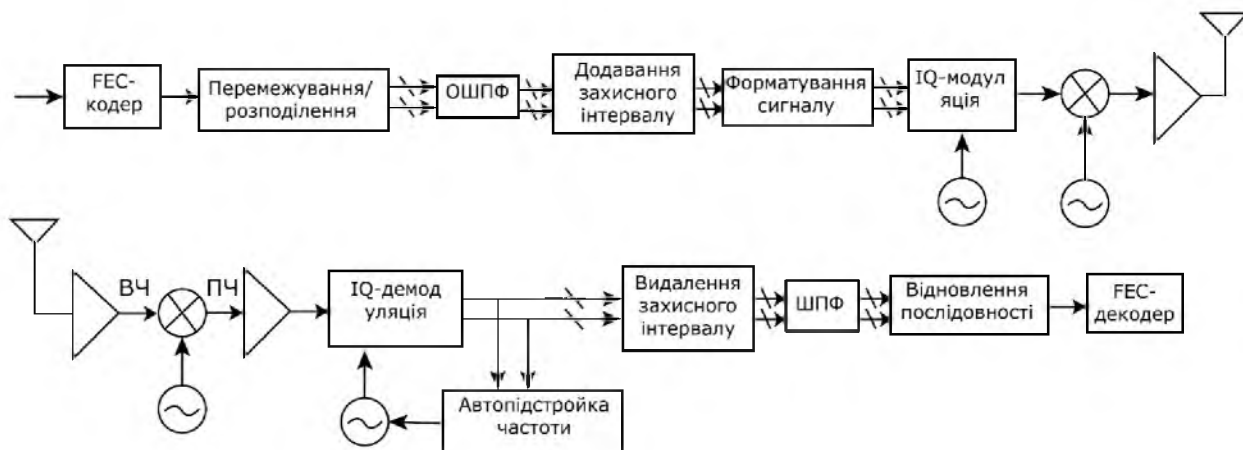 FEC-
кодер
Перемежування/
розподілення
ОШПФ
Додавання
захисного
інтервалу
Форматування
сигналу
IQ-модул
яція
ВЧ
ПЧ
IQ-демод
уляція
Автопідстройка
частоти
Видалення
захисного
інтервалу
ШПФ
Відновлення
послідовності
FEC-
декодер